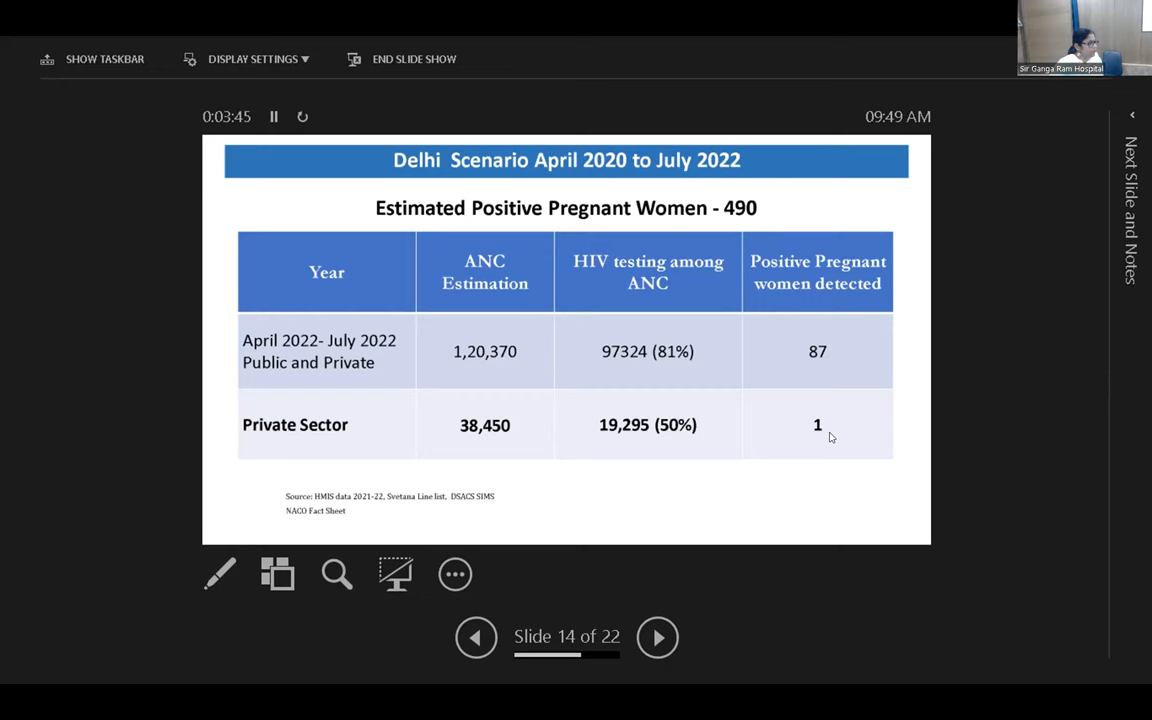 SHOW TASKBAR
DISPLAY SETTINGS ▼
END SLIDE SHOW
Sir Ganga Ram Hospital
0:03:45
09:49 AM
Next Slide and Notes
Delhi Scenario April 2020 to July 2022
Estimated Positive Pregnant Women - 490
Year
ANC
Estimation
HIV testing among
ANC
Positive Pregnant
women detected
April 2022- July 2022
Public and Private
1,20,370
97324 (81%)
87
Private Sector
38,450
19,295 (50%)
1
Source: HMIS data 2021-22, Svetana Line list, DSACS SIMS
NACO Fact Sheet
Slide 14 of 22